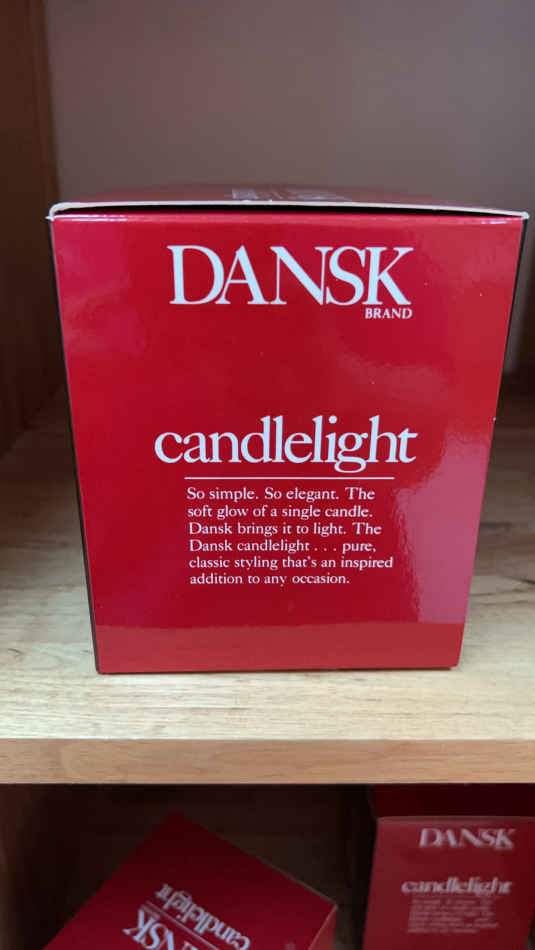 DANSK
BRAND
candlelight
So simple. So elegant. The
soft glow of a single candle.
Dansk brings it to light. The
Dansk candlelight . . . pure,
classic styling that's an inspired
addition to any occasion.
DANSK
candlelight
DANSK
candlelight